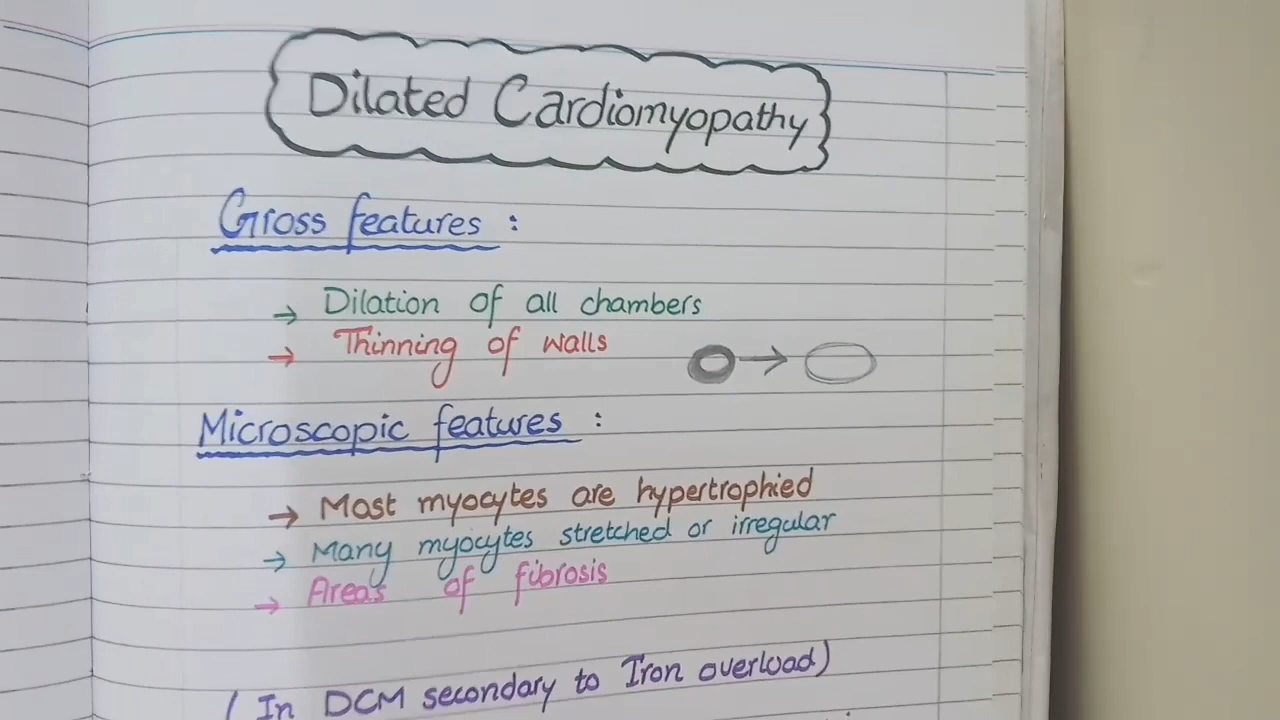 Dilated Cardiomyopathy
Gross features :
→ Dilation of all chambers
→ Thinning of walls
Microscopic features :
→ Most myocytes are hypertrophied
→ Many myocytes stretched or irregular
→ Areas of fibrosis
( In DCM secondary to Iron overload)